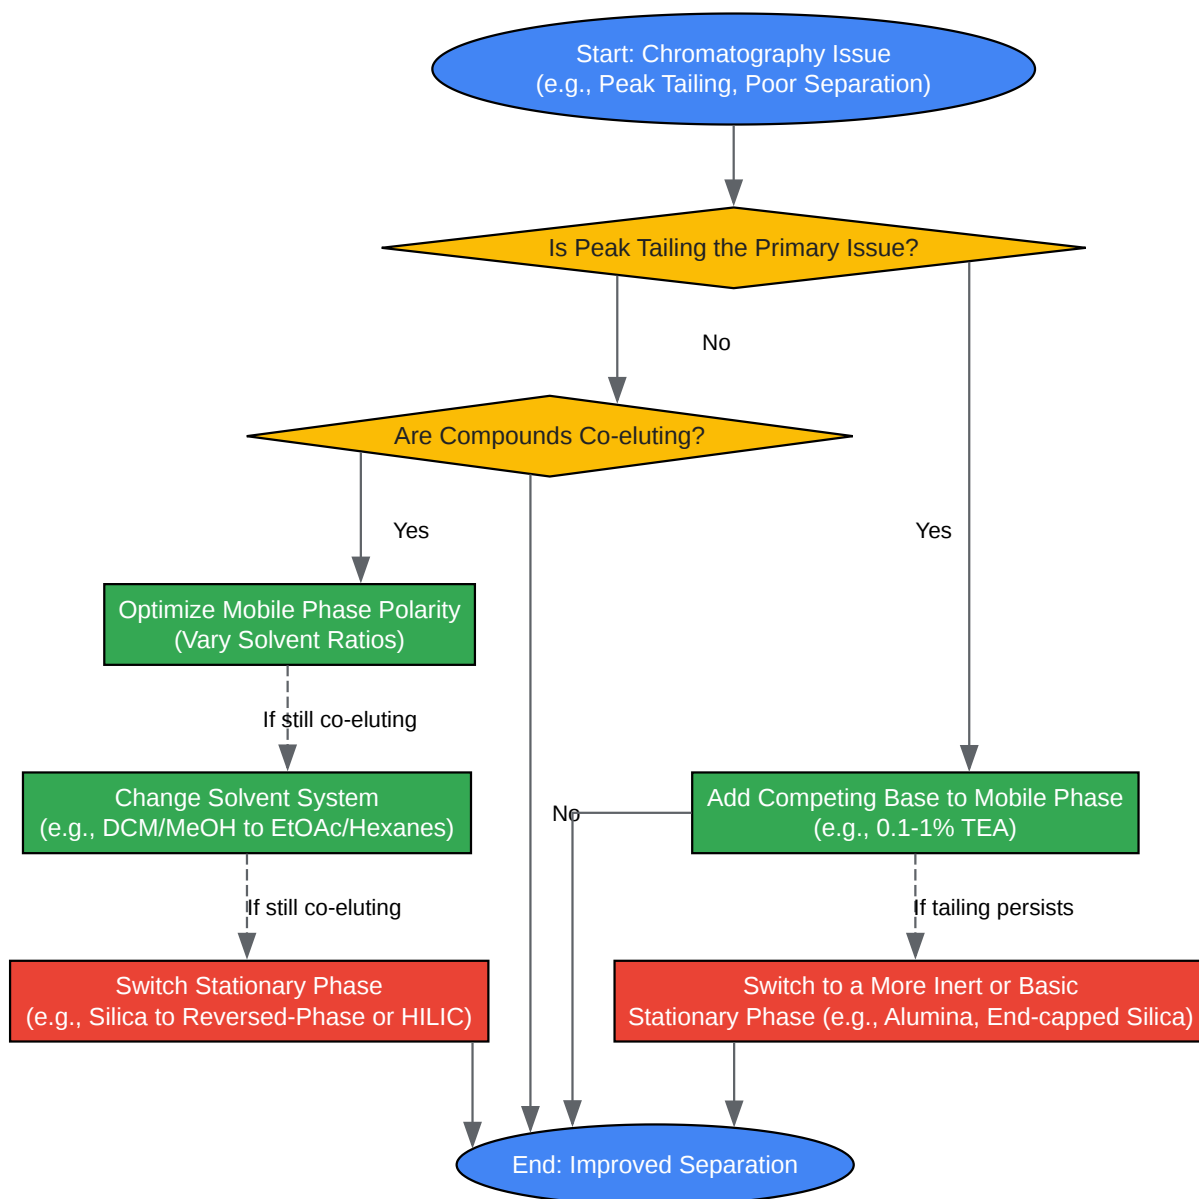 Start: Chromatography Issue
(e.g., Peak Tailing, Poor Separation)
Is Peak Tailing the Primary Issue?
No
Are Compounds Co-eluting?
Yes
Yes
Optimize Mobile Phase Polarity
(Vary Solvent Ratios)
If still co-eluting
Change Solvent System
(e.g., DCM/MeOH to EtOAc/Hexanes)
No
Add Competing Base to Mobile Phase
(e.g., 0.1-1% TEA)
If still co-eluting
If tailing persists
Switch Stationary Phase
(e.g., Silica to Reversed-Phase or HILIC)
Switch to a More Inert or Basic
Stationary Phase (e.g., Alumina, End-capped Silica)
End: Improved Separation